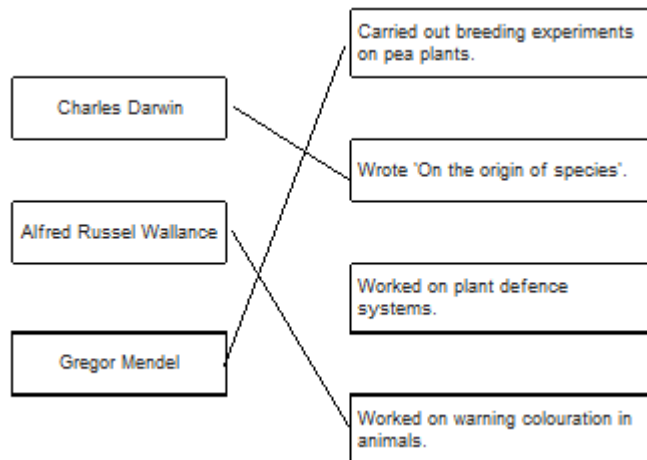 Carried out breeding experiments
on pea plants.
Charles Darwin
Wrote 'On the origin of species'.
Alfred Russel Wallance
Worked on plant defence
systems.
Gregor Mendel
Worked on warning colouration in
animals.